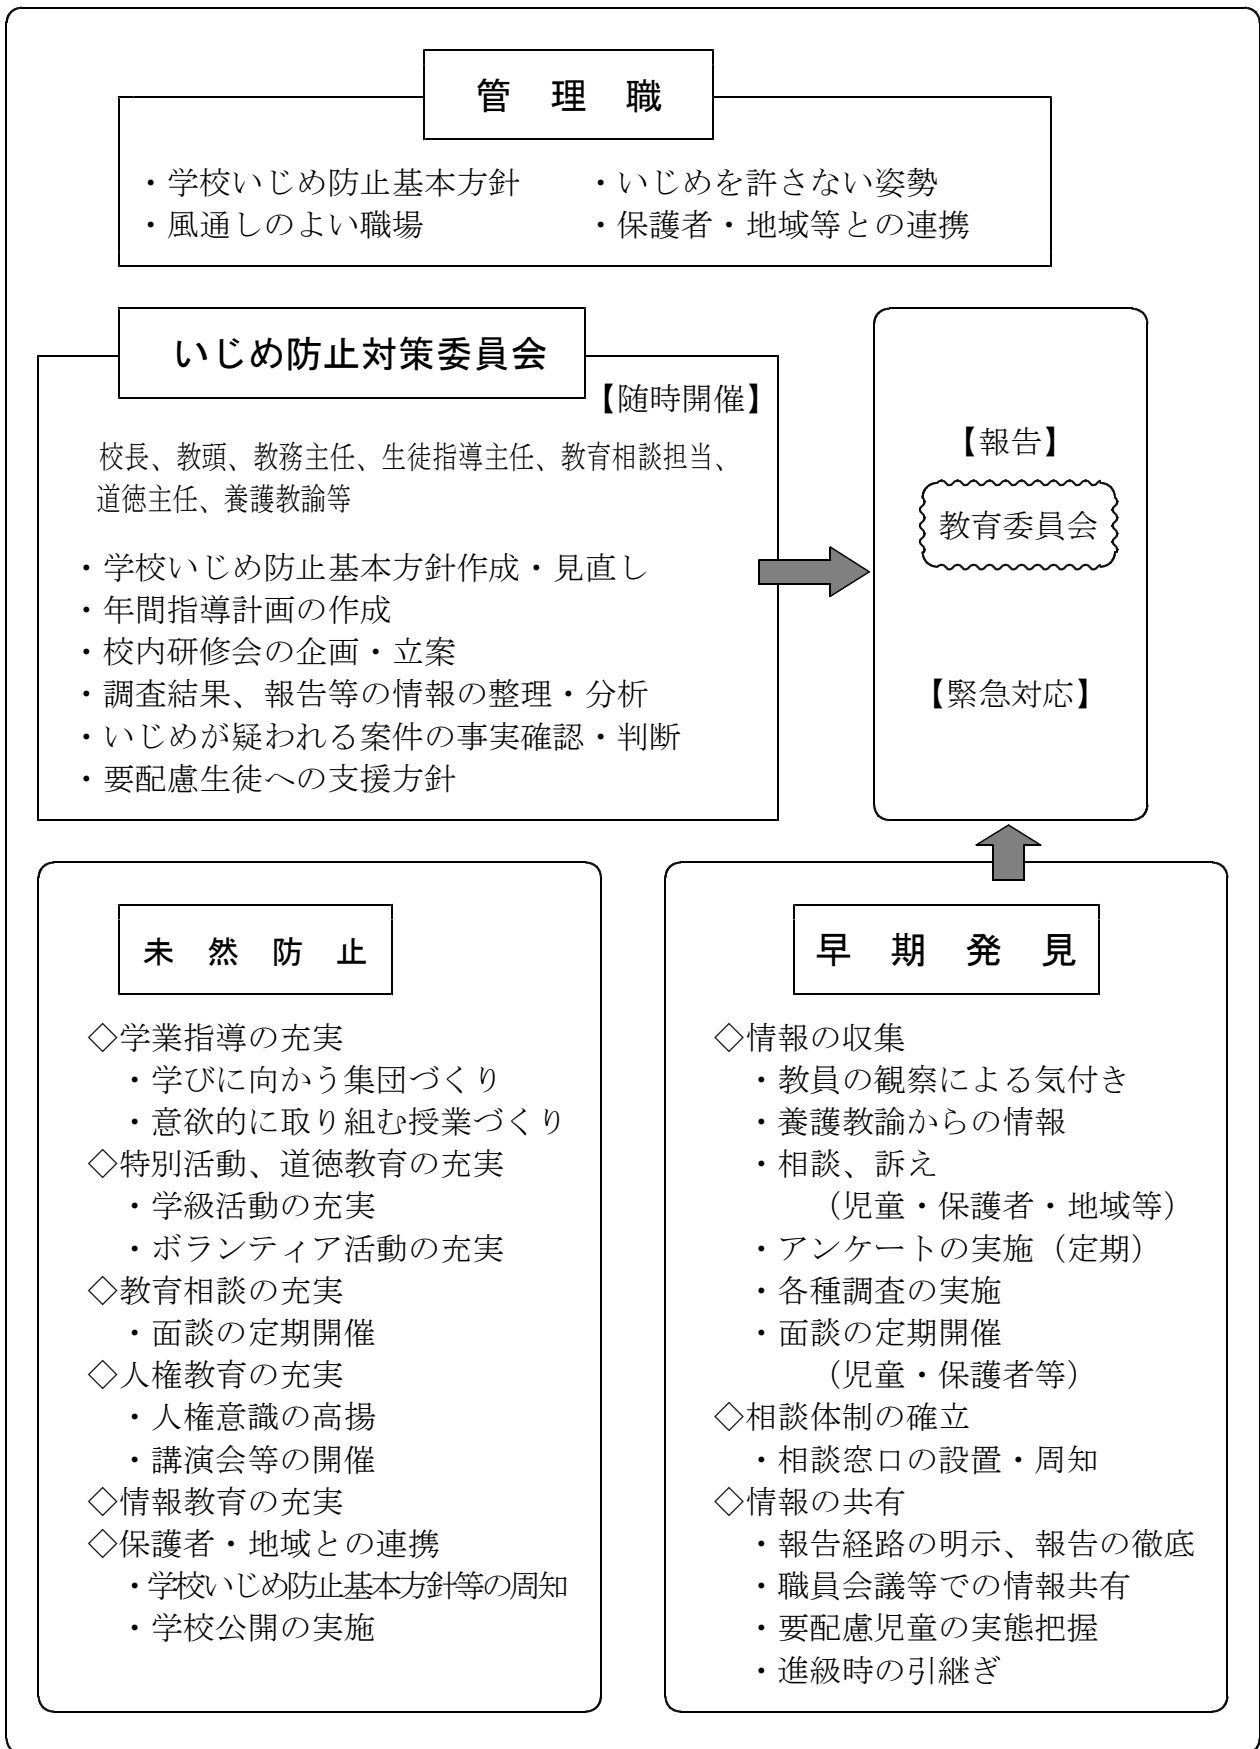 管　理　職
・学校いじめ防止基本方針　　・いじめを許さない姿勢
・風通しのよい職場　　・保護者・地域等との連携
いじめ防止対策委員会
【随時開催】
校長、教頭、教務主任、生徒指導主任、教育相談担当、
道徳主任、養護教諭等
・学校いじめ防止基本方針作成・見直し
・年間指導計画の作成
・校内研修会の企画・立案
・調査結果、報告等の情報の整理・分析
・いじめが疑われる案件の事実確認・判断
・要配慮生徒への支援方針
【報告】
教育委員会
【緊急対応】
未　然　防　止
◇学業指導の充実
・学びに向かう集団づくり
・意欲的に取り組む授業づくり
◇特別活動、道徳教育の充実
・学級活動の充実
・ボランティア活動の充実
◇教育相談の充実
・面談の定期開催
◇人権教育の充実
・人権意識の高揚
・講演会等の開催
◇情報教育の充実
◇保護者・地域との連携
・学校いじめ防止基本方針等の周知
・学校公開の実施
早　期　発　見
◇情報の収集
・教員の観察による気付き
・養護教諭からの情報
・相談、訴え
（児童・保護者・地域等）
・アンケートの実施（定期）
・各種調査の実施
・面談の定期開催
（児童・保護者等）
◇相談体制の確立
・相談窓口の設置・周知
◇情報の共有
・報告経路の明示、報告の徹底
・職員会議等での情報共有
・要配慮児童の実態把握
・進級時の引継ぎ